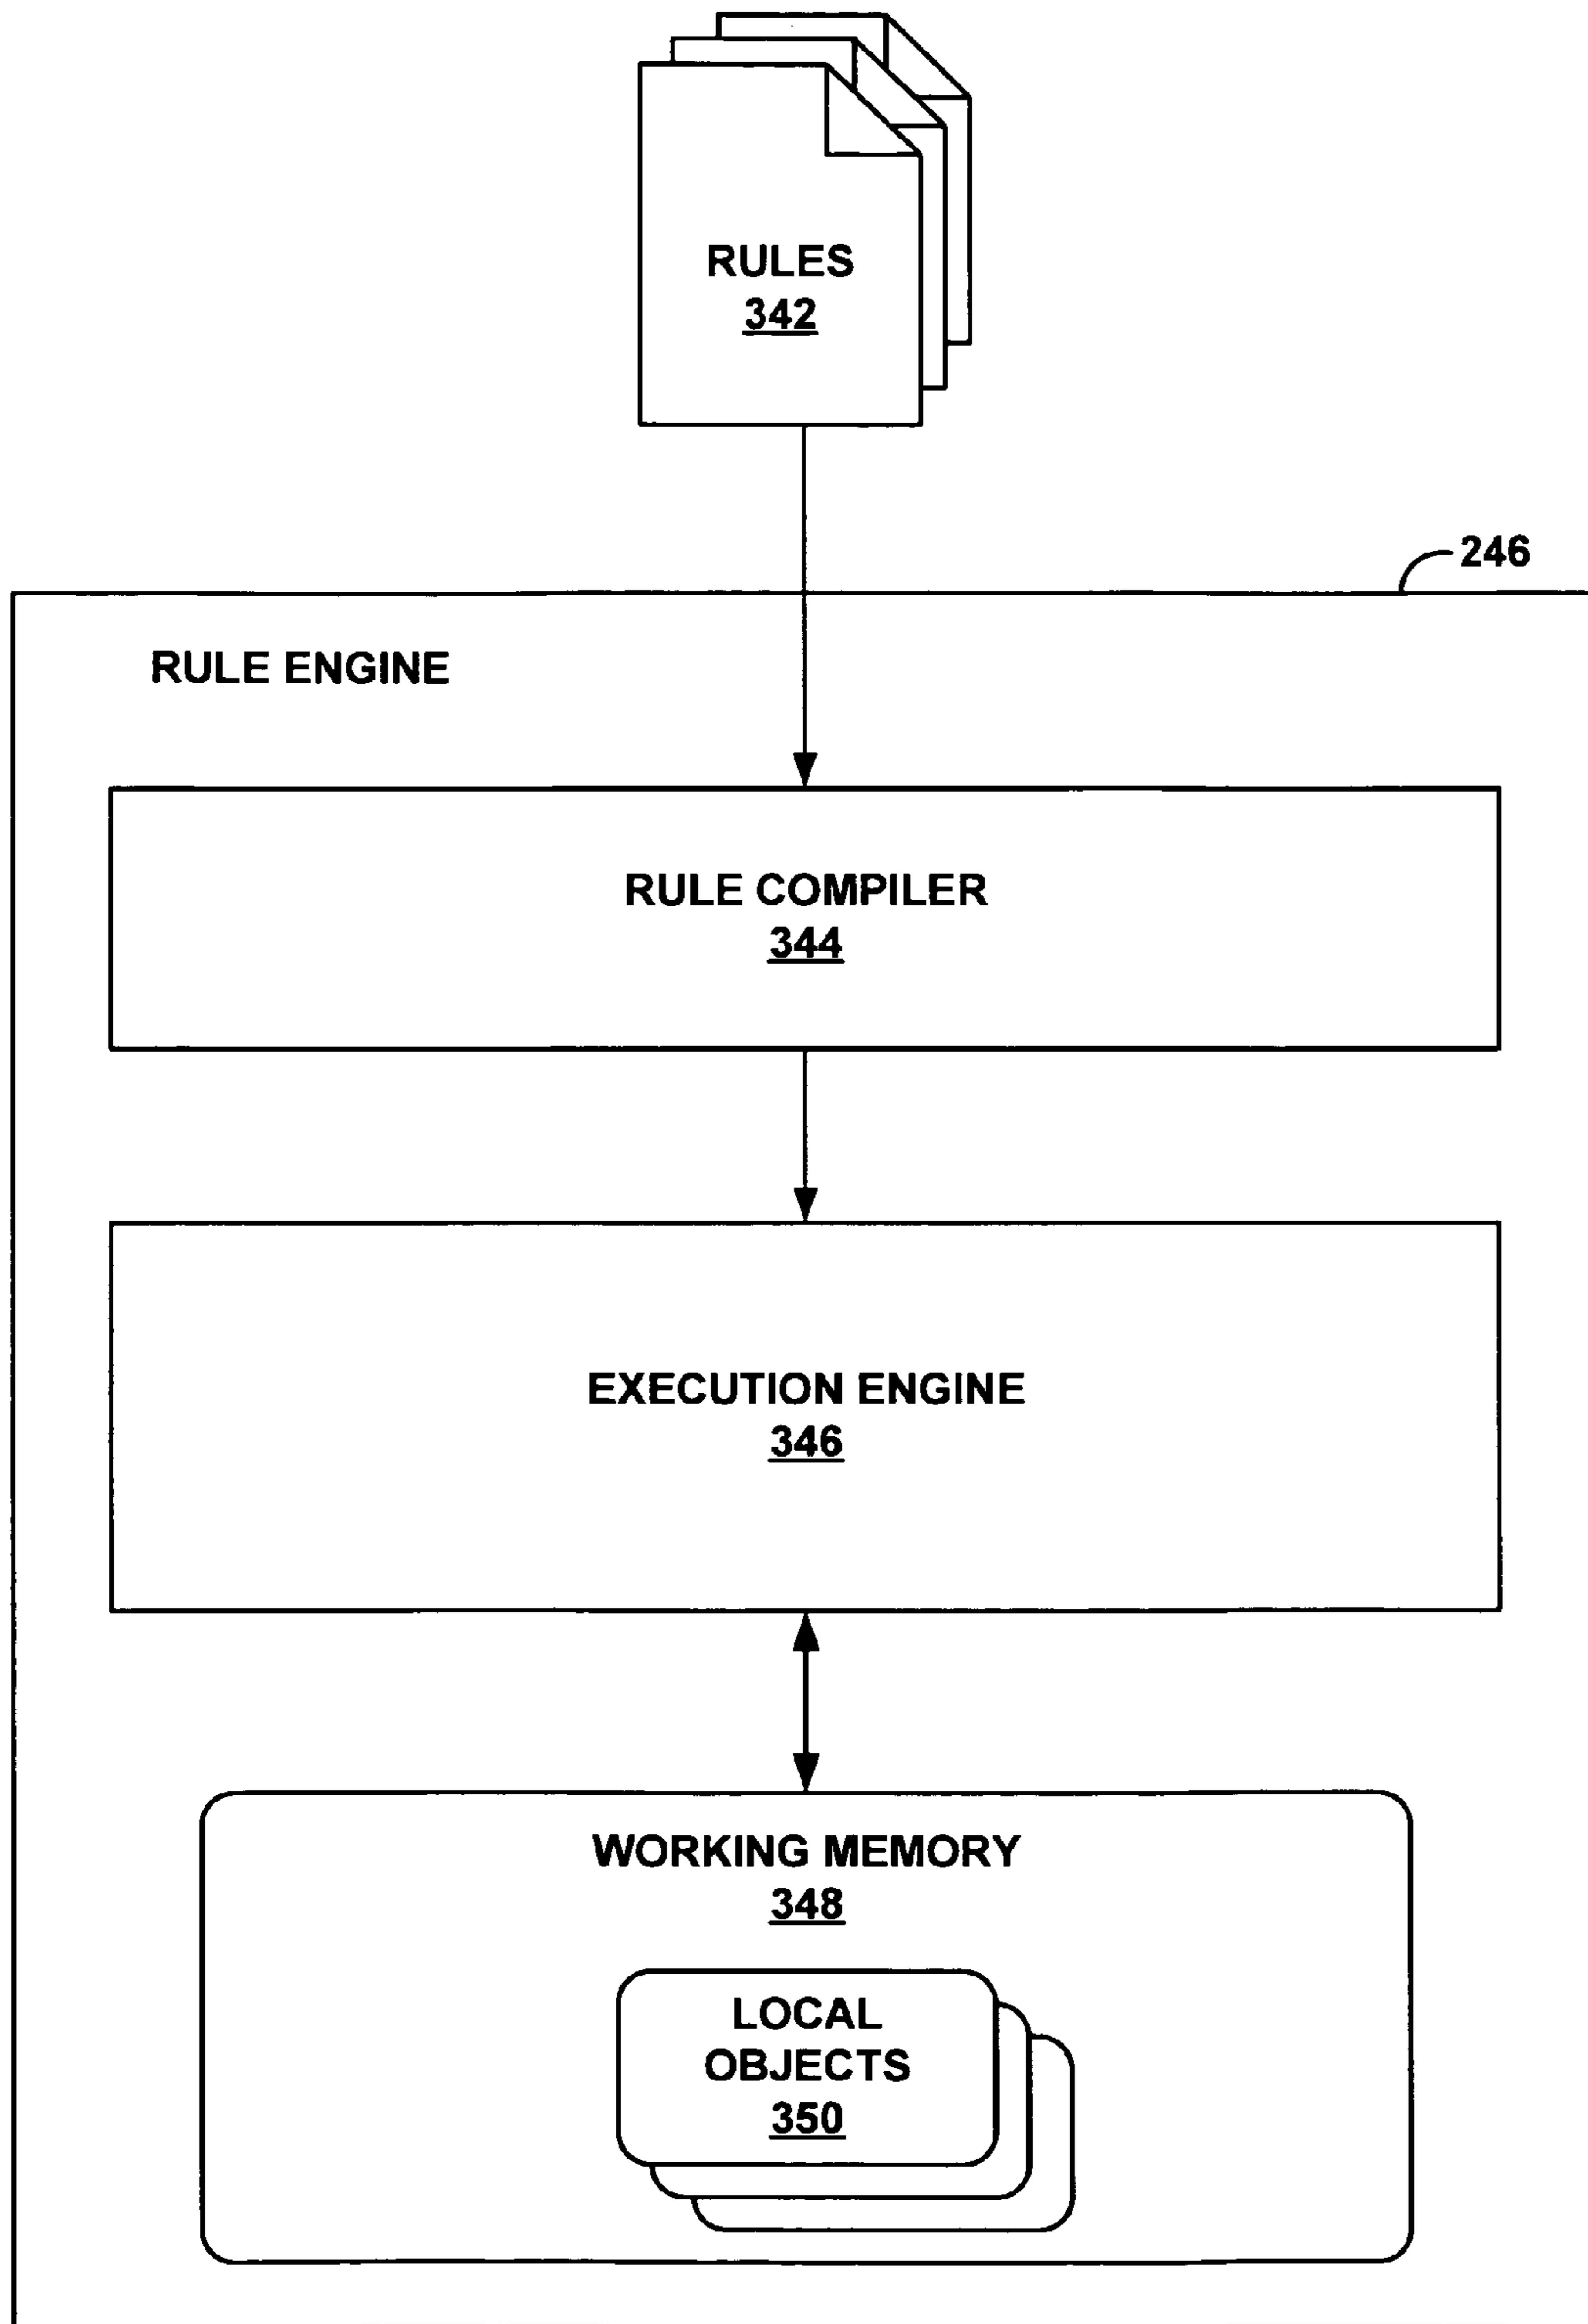 RULES
342
246
RULE ENGINE
RULE COMPILER
344
EXECUTION ENGINE
346
WORKING MEMORY
348
LOCAL
OBJECTS
350